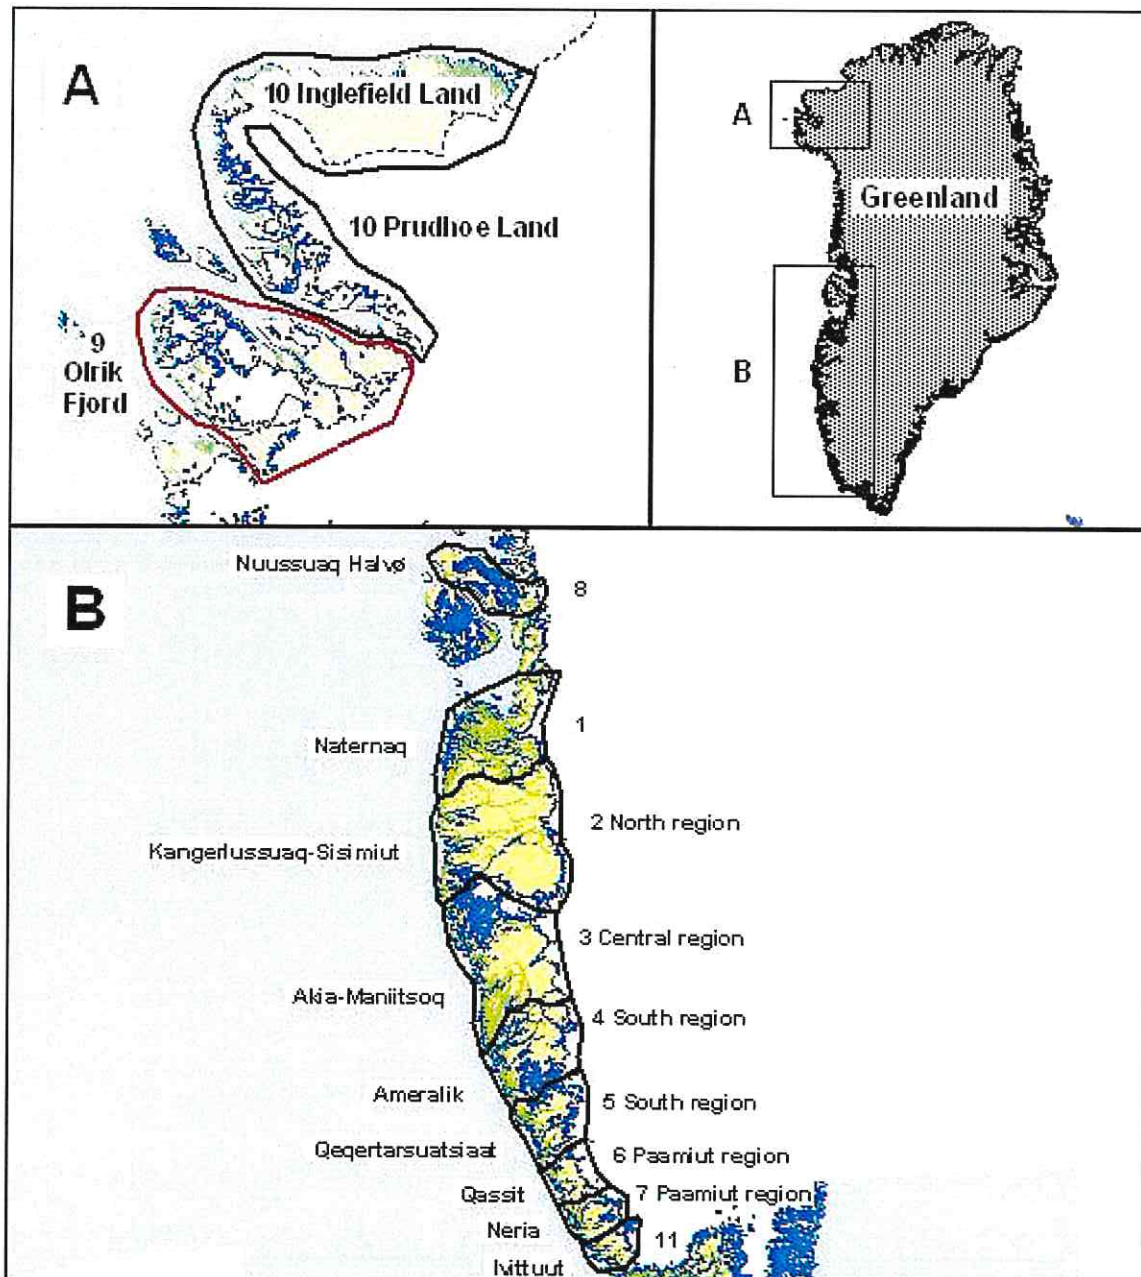 A
10 Inglefield Land
10 Prudhoe Land
9
Olrik
Fjord
A
Greenland
B
B
Nuussuaq Halvø
8
1
Naternaq
2 North region
Kangerlussuaq-Sisimiut
3 Central region
Akia-Maniitsoq
4 South region
Ameralik
5 South region
Qeqertarsuatsiaat
6 Paamiut region
Qassit
7 Paamiut region
Neria
11
Ivittuut